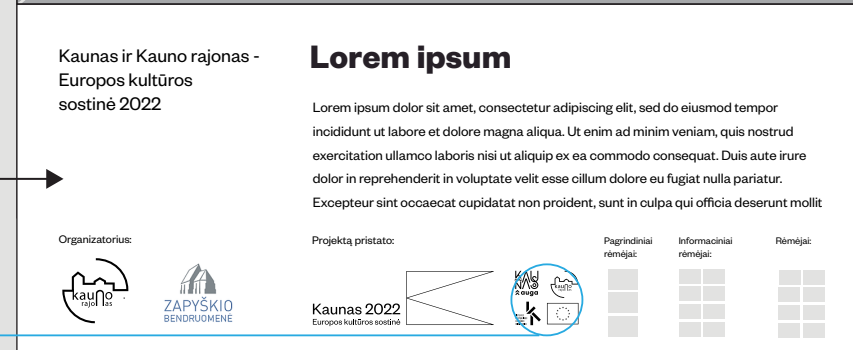 Kaunas ir Kauno rajonas -
Europos kultūros
sostinė 2022
Lorem ipsum
Lorem ipsum dolor sit amet, consectetur adipiscing elit, sed do eiusmod tempor
incididunt ut labore et dolore magna aliqua. Ut enim ad minim veniam, quis nostrud
exercitation ullamco laboris nisi ut aliquip ex ea commodo consequat. Duis aute irure
dolor in reprehenderit in voluptate velit esse cillum dolore eu fugiat nulla pariatur.
Excepteur sint occaecat cupidatat non proident, sunt in culpa qui officia deserunt mollit
Organizatorius:
kauno
rajonas
ZAPYŠKIO
BENDRUOMENĖ
Projektą pristato:
Kaunas 2022
Europos kultūros sostinė
KAU
NAS
auga
Pagrindiniai
rėmėjai:
Informaciniai
rėmėjai:
Rėmėjai: